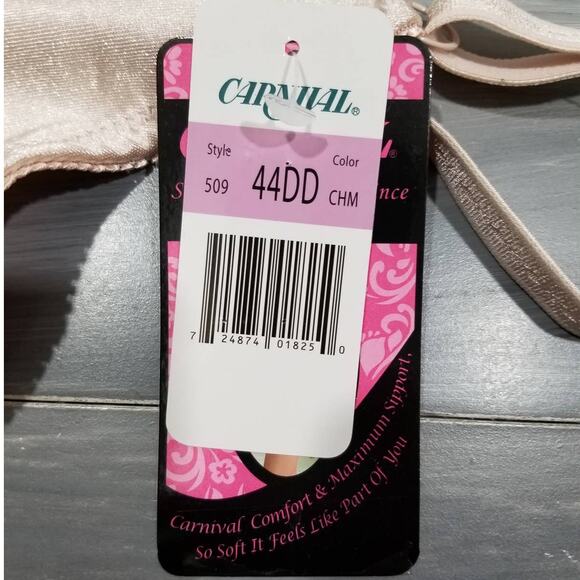 CARNIVAL®
Style
Color
509
44DD
CHM
7 24874 01825 0
Carnival Comfort & Maximum Support,
So Soft It Feels Like Part Of You